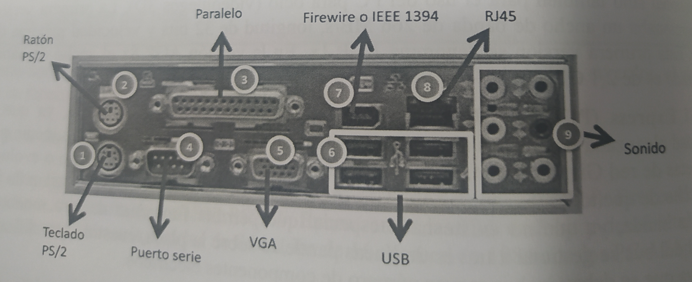 Paralelo
Firewire o IEEE 1394
RJ45
Ratón
PS/2
2
3
7
8
1
4
5
6
9
Sonido
Teclado
PS/2
Puerto serie
VGA
USB